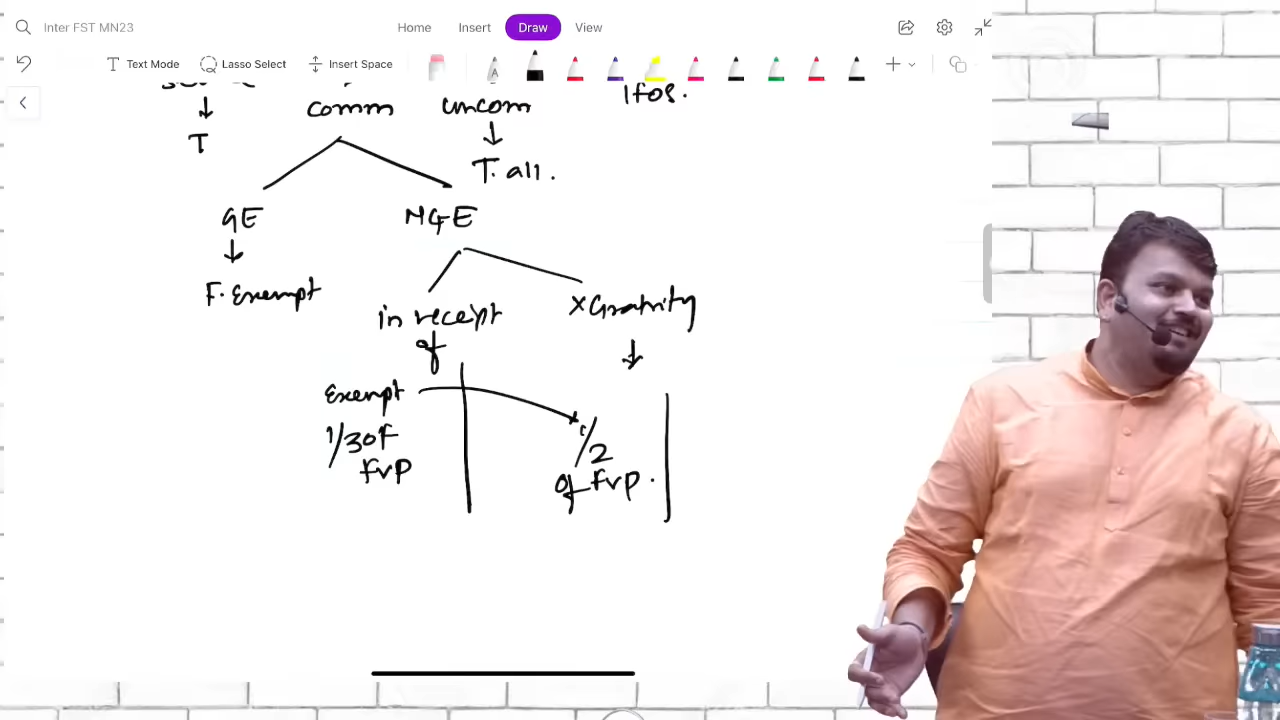 Inter FST MN23
Home
Insert
Draw
View
Text Mode
Lasso Select
Insert Space
A
comm
uncom
Ifos.
T
T. all.
GE
NGE
F. Exempt
in receipt
of
XGratuity
Exempt
1/3 of
FVP
1/2
of FVP.